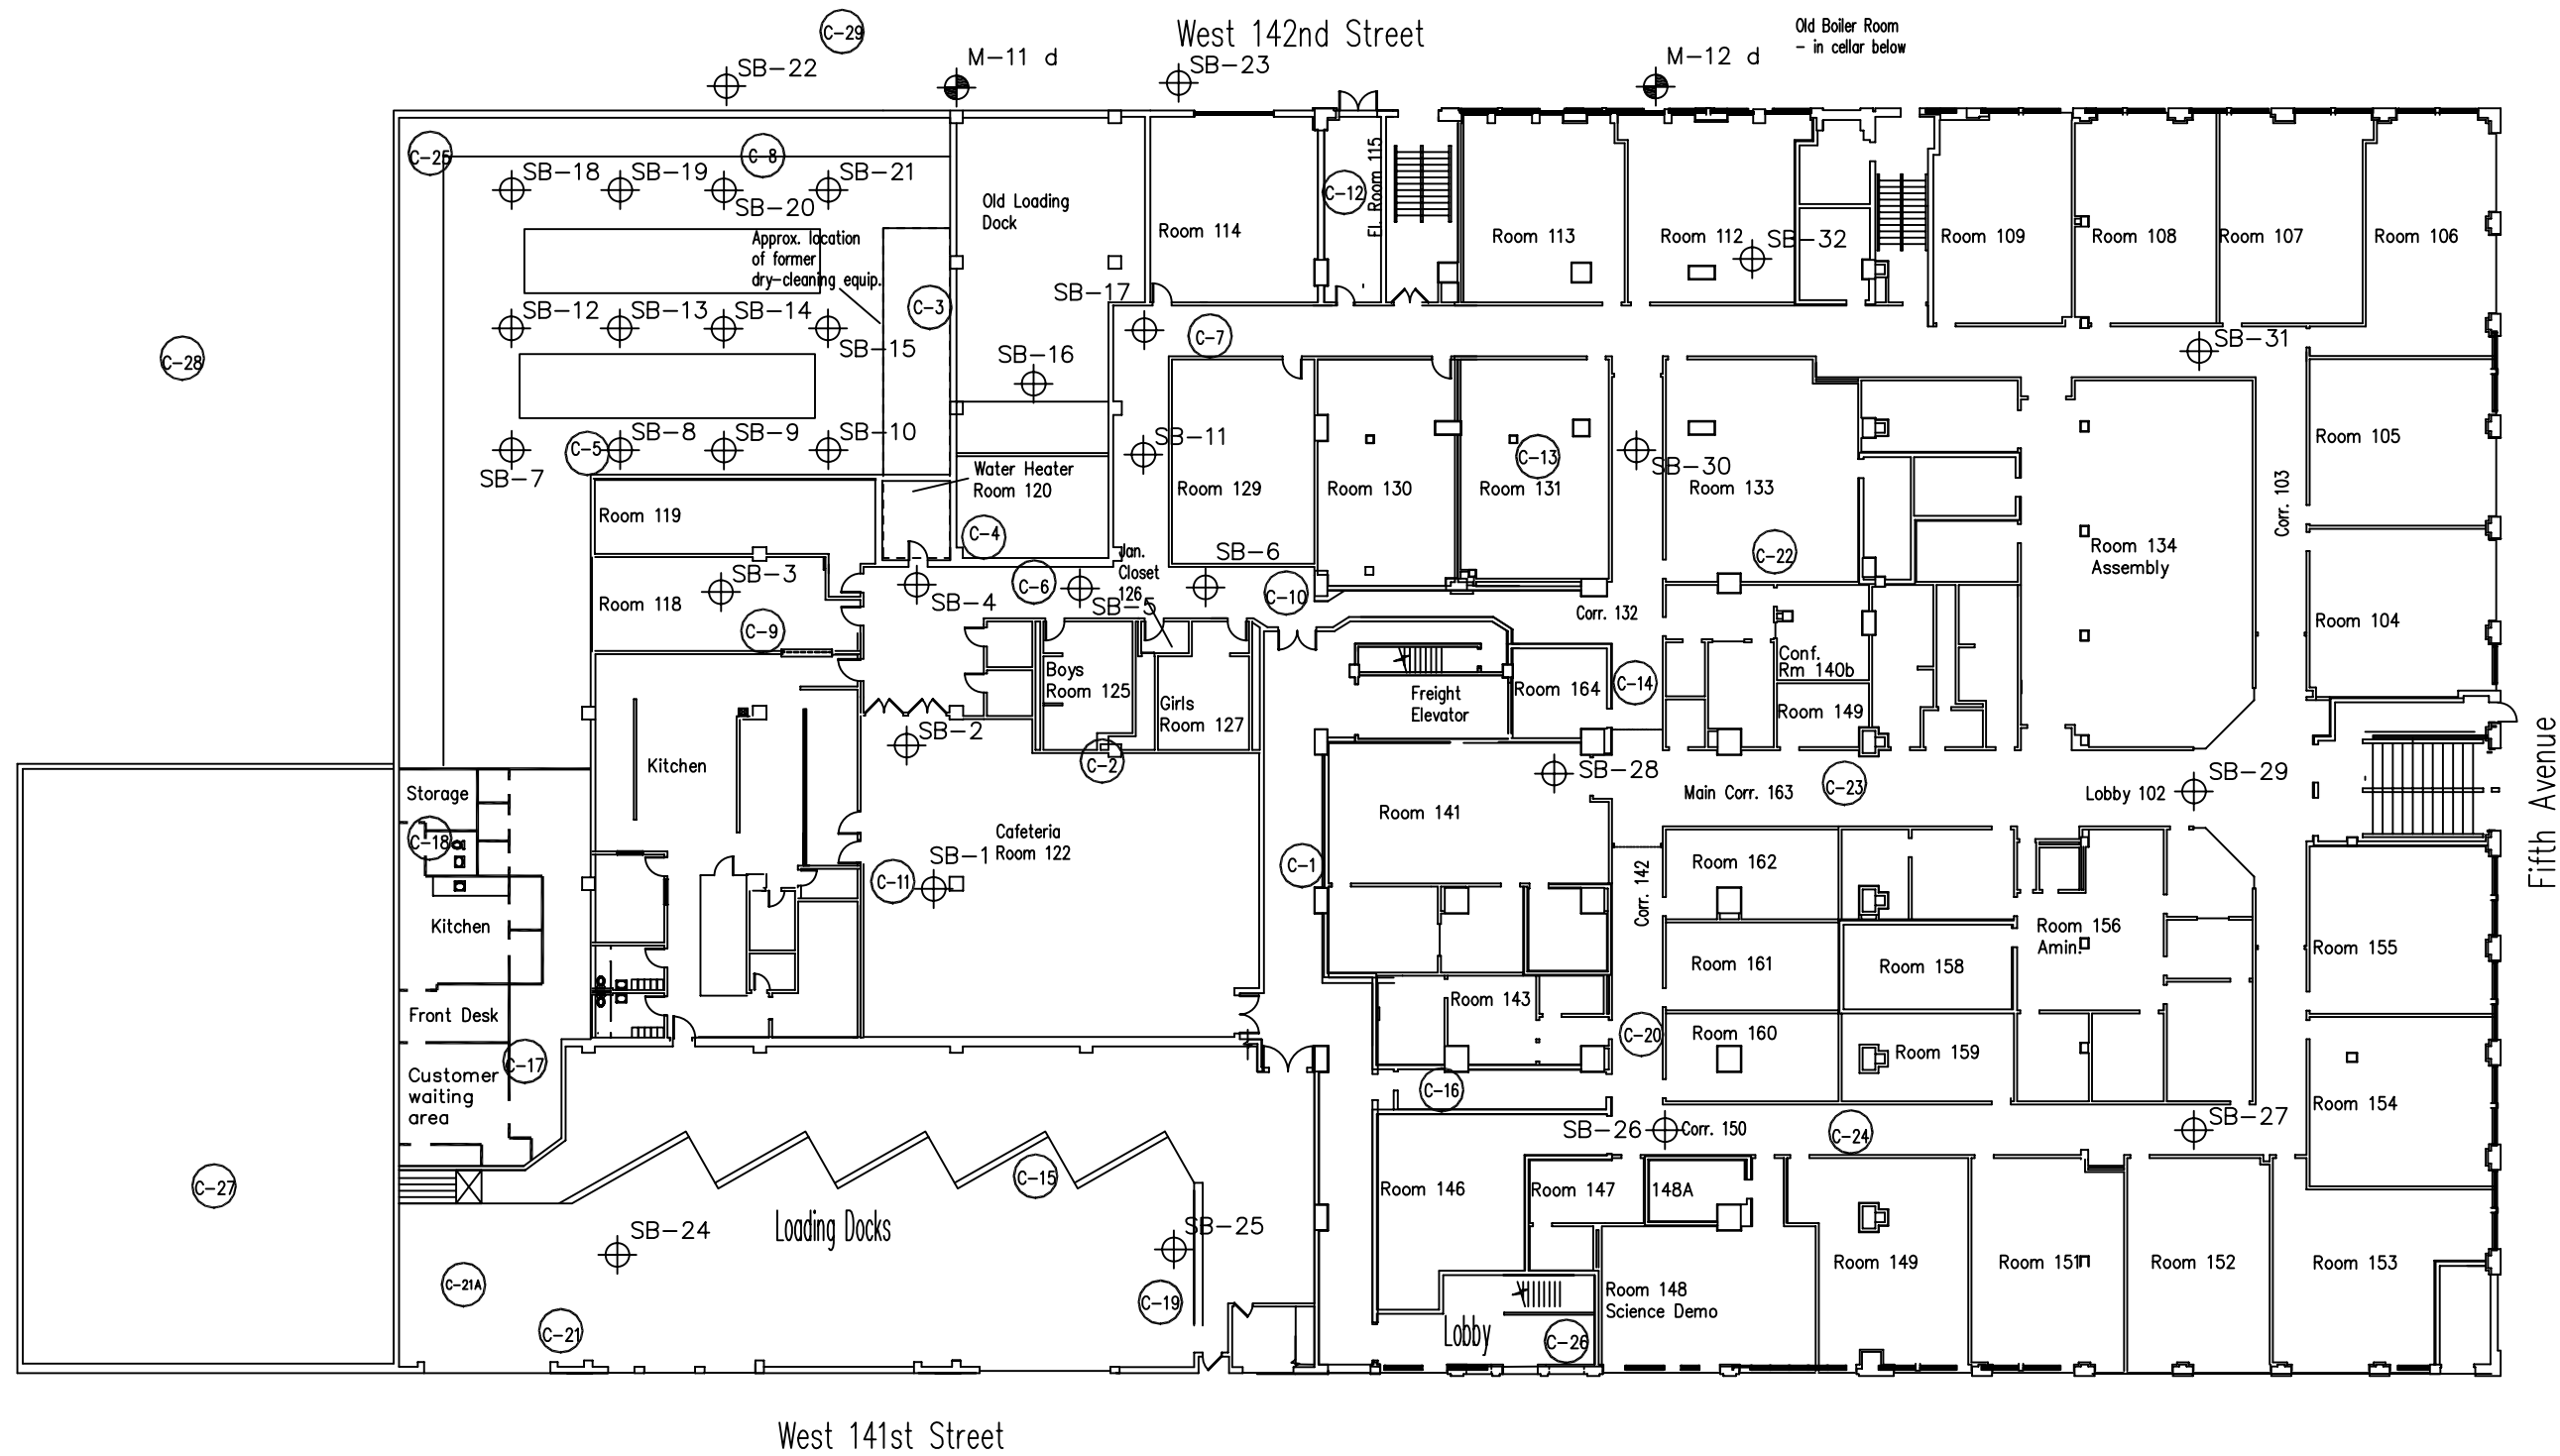 C-29
West 142nd Street
Old Boiler Room
- in cellar below
SB-22
M-11 d
SB-23
M-12 d
C-25
C-8
SB-18
SB-19
SB-21
SB-20
Approx. location
of former
dry-cleaning equip.
C-3
Old Loading
Dock
Room 114
C-12
El. Room 115
Room 113
Room 112
SB-32
Room 109
Room 108
Room 107
Room 106
SB-12
SB-13
SB-14
SB-15
SB-17
C-7
C-28
SB-16
SB-31
C-5
SB-8
SB-9
SB-10
SB-7
SB-11
Water Heater
Room 120
Room 129
Room 130
C-13
Room 131
SB-30
Room 133
Room 105
Corr. 103
Room 119
C-4
C-22
Room 134
Assembly
SB-3
Room 118
C-9
SB-4
C-6
SB-5
Jan.
Closet
126
SB-6
C-10
Corr. 132
Room 104
Boys
Room 125
Girls
Room 127
Freight
Elevator
Room 164
C-14
Conf.
Rm 140b
Room 149
SB-2
C-2
Kitchen
SB-28
Main Corr. 163
C-23
Lobby 102
SB-29
Fifth Avenue
Storage
C-18
Cafeteria
Room 122
SB-1
C-11
C-1
Room 141
Corr. 142
Room 162
Kitchen
Room 156
Amin.
Room 155
Room 161
Room 158
Front Desk
Room 143
C-20
Room 160
Room 159
C-17
Customer
waiting
area
C-16
SB-26
Corr. 150
C-24
SB-27
Room 154
C-27
C-15
Room 146
Room 147
148A
Loading Docks
SB-24
SB-25
C-21A
C-19
C-21
Room 148
Science Demo
Lobby
C-26
Room 149
Room 151
Room 152
Room 153
West 141st Street